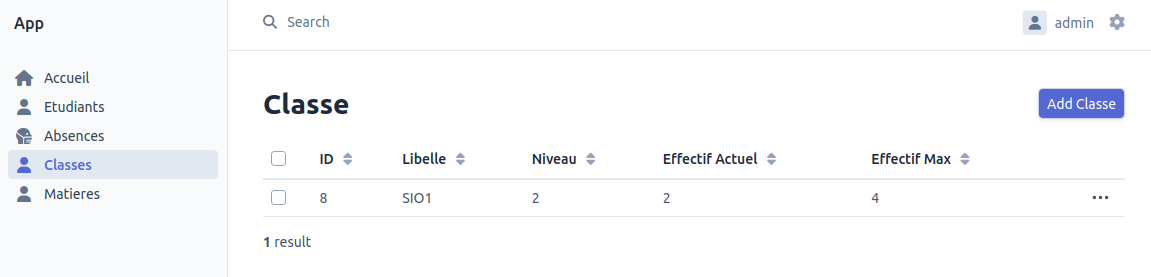 App
Search
admin
Accueil
Etudiants
Absences
Classes
Matieres
Classe
Add Classe
ID Libelle Niveau Effectif Actuel Effectif Max
8 SIO1 2 2 4
1 result